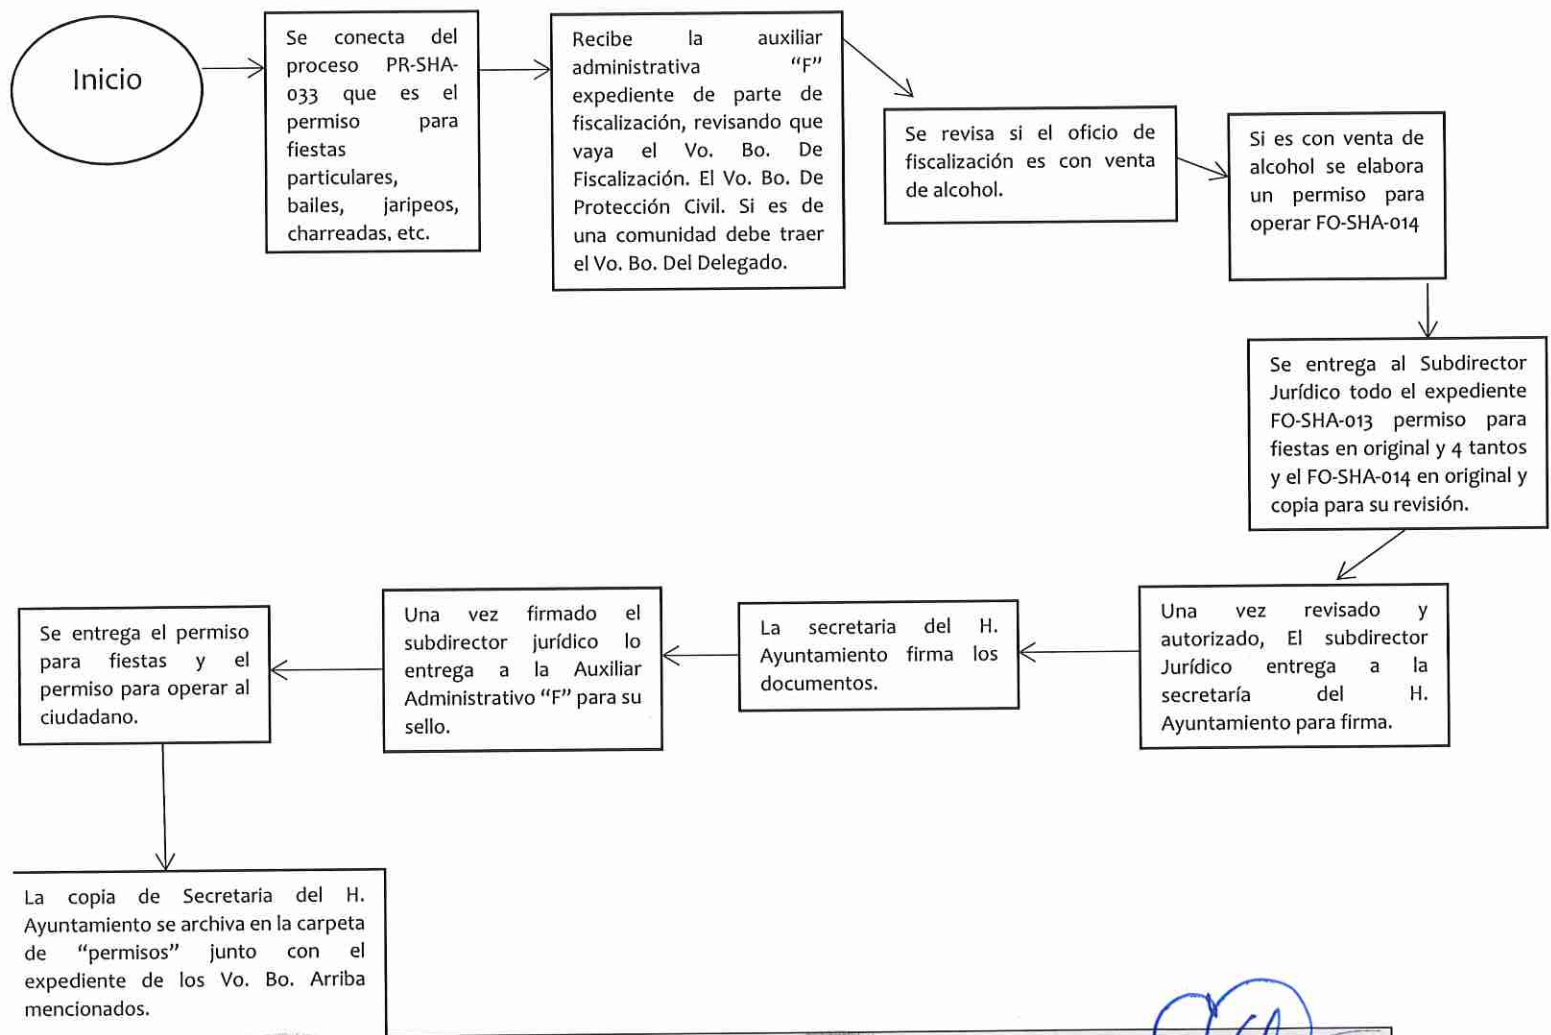 Inicio
Se conecta del
proceso PR-SHA-
033 que es el
permiso para
fiestas
particulares,
bailes, jaripeos,
charreadas, etc.
Recibe la auxiliar
administrativa “F”
expediente de parte de
fiscalización, revisando que
vaya el Vo. Bo. De
Fiscalización. El Vo. Bo. De
Protección Civil. Si es de
una comunidad debe traer
el Vo. Bo. Del Delegado.
Se revisa si el oficio de
fiscalización es con venta
de alcohol.
Si es con venta de
alcohol se elabora
un permiso para
operar FO-SHA-014
Se entrega al Subdirector
Jurídico todo el expediente
FO-SHA-013 permiso para
fiestas en original y 4 tantos
y el FO-SHA-014 en original y
copia para su revisión.
Una vez revisado y
autorizado, El subdirector
Jurídico entrega a la
secretaría del H.
Ayuntamiento para firma.
La secretaria del H.
Ayuntamiento firma los
documentos.
Una vez firmado el
subdirector jurídico lo
entrega a la Auxiliar
Administrativo “F” para su
sello.
Se entrega el permiso
para fiestas y el
permiso para operar al
ciudadano.
La copia de Secretaria del H.
Ayuntamiento se archiva en la carpeta
de “permisos” junto con el
expediente de los Vo. Bo. Arriba
mencionados.